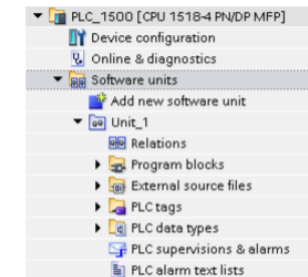 PLC_1500 [CPU 1518-4 PN/DP MFP]
Device configuration
Online & diagnostics
Software units
Add new software unit
Unit_1
Relations
Program blocks
External source files
PLC tags
PLC data types
PLC supervisions & alarms
PLC alarm text lists